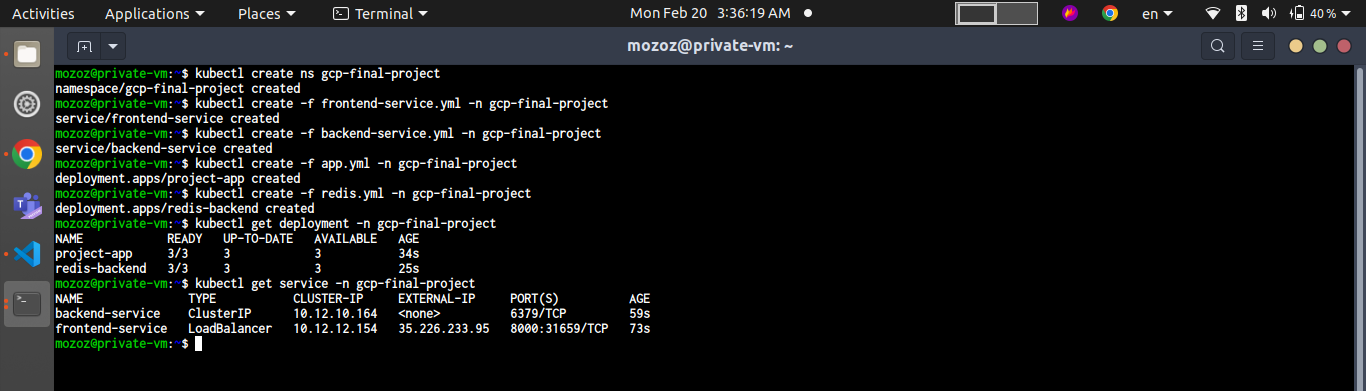 Activities Applications Places Terminal Mon Feb 20 3:36:19 AM en 40 %
mozoz@private-vm: ~
mozoz@private-vm:~$ kubectl create ns gcp-final-project
namespace/gcp-final-project created
mozoz@private-vm:~$ kubectl create -f frontend-service.yml -n gcp-final-project
service/frontend-service created
mozoz@private-vm:~$ kubectl create -f backend-service.yml -n gcp-final-project
service/backend-service created
mozoz@private-vm:~$ kubectl create -f app.yml -n gcp-final-project
deployment.apps/project-app created
mozoz@private-vm:~$ kubectl create -f redis.yml -n gcp-final-project
deployment.apps/redis-backend created
mozoz@private-vm:~$ kubectl get deployment -n gcp-final-project
NAME READY UP-TO-DATE AVAILABLE AGE
project-app 3/3 3 3 34s
redis-backend 3/3 3 3 25s
mozoz@private-vm:~$ kubectl get service -n gcp-final-project
NAME TYPE CLUSTER-IP EXTERNAL-IP PORT(S) AGE
backend-service ClusterIP 10.12.10.164 <none> 6379/TCP 59s
frontend-service LoadBalancer 10.12.12.154 35.226.233.95 8000:31659/TCP 73s
mozoz@private-vm:~$